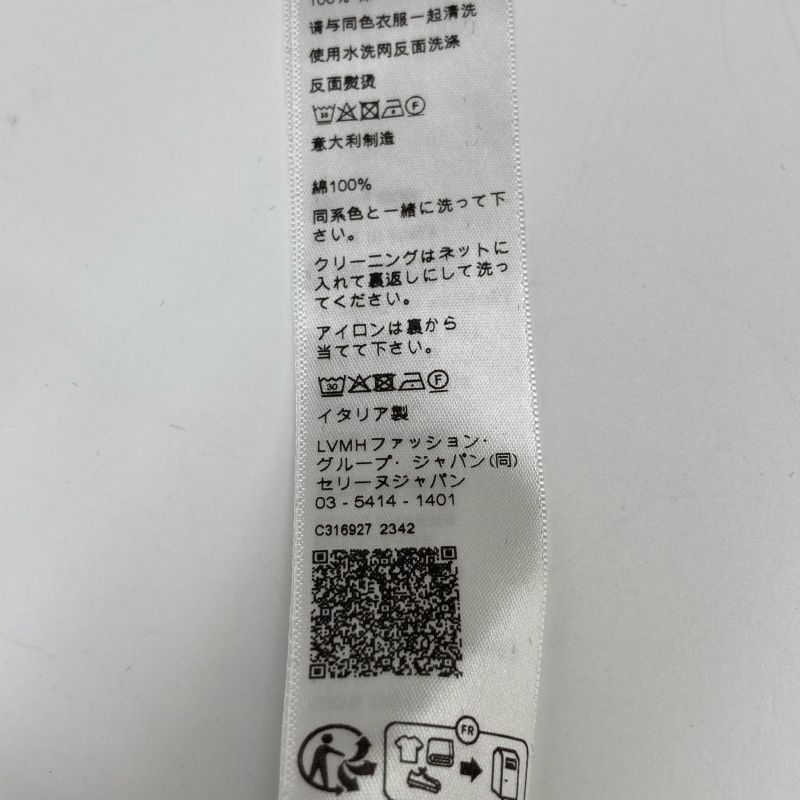 100% 棉
请与同色衣服一起清洗
使用水洗网反面洗涤
反面熨烫
30 F
意大利制造
綿100%
同系色と一緒に洗って下
さい。
クリーニングはネットに
入れて裏返しにして洗っ
てください。
アイロンは裏から
当てて下さい。
30 F
イタリア製
LVMHファッション・
グループ・ジャパン(同)
セリーヌジャパン
03 - 5414 - 1401
C316927 2342
FR